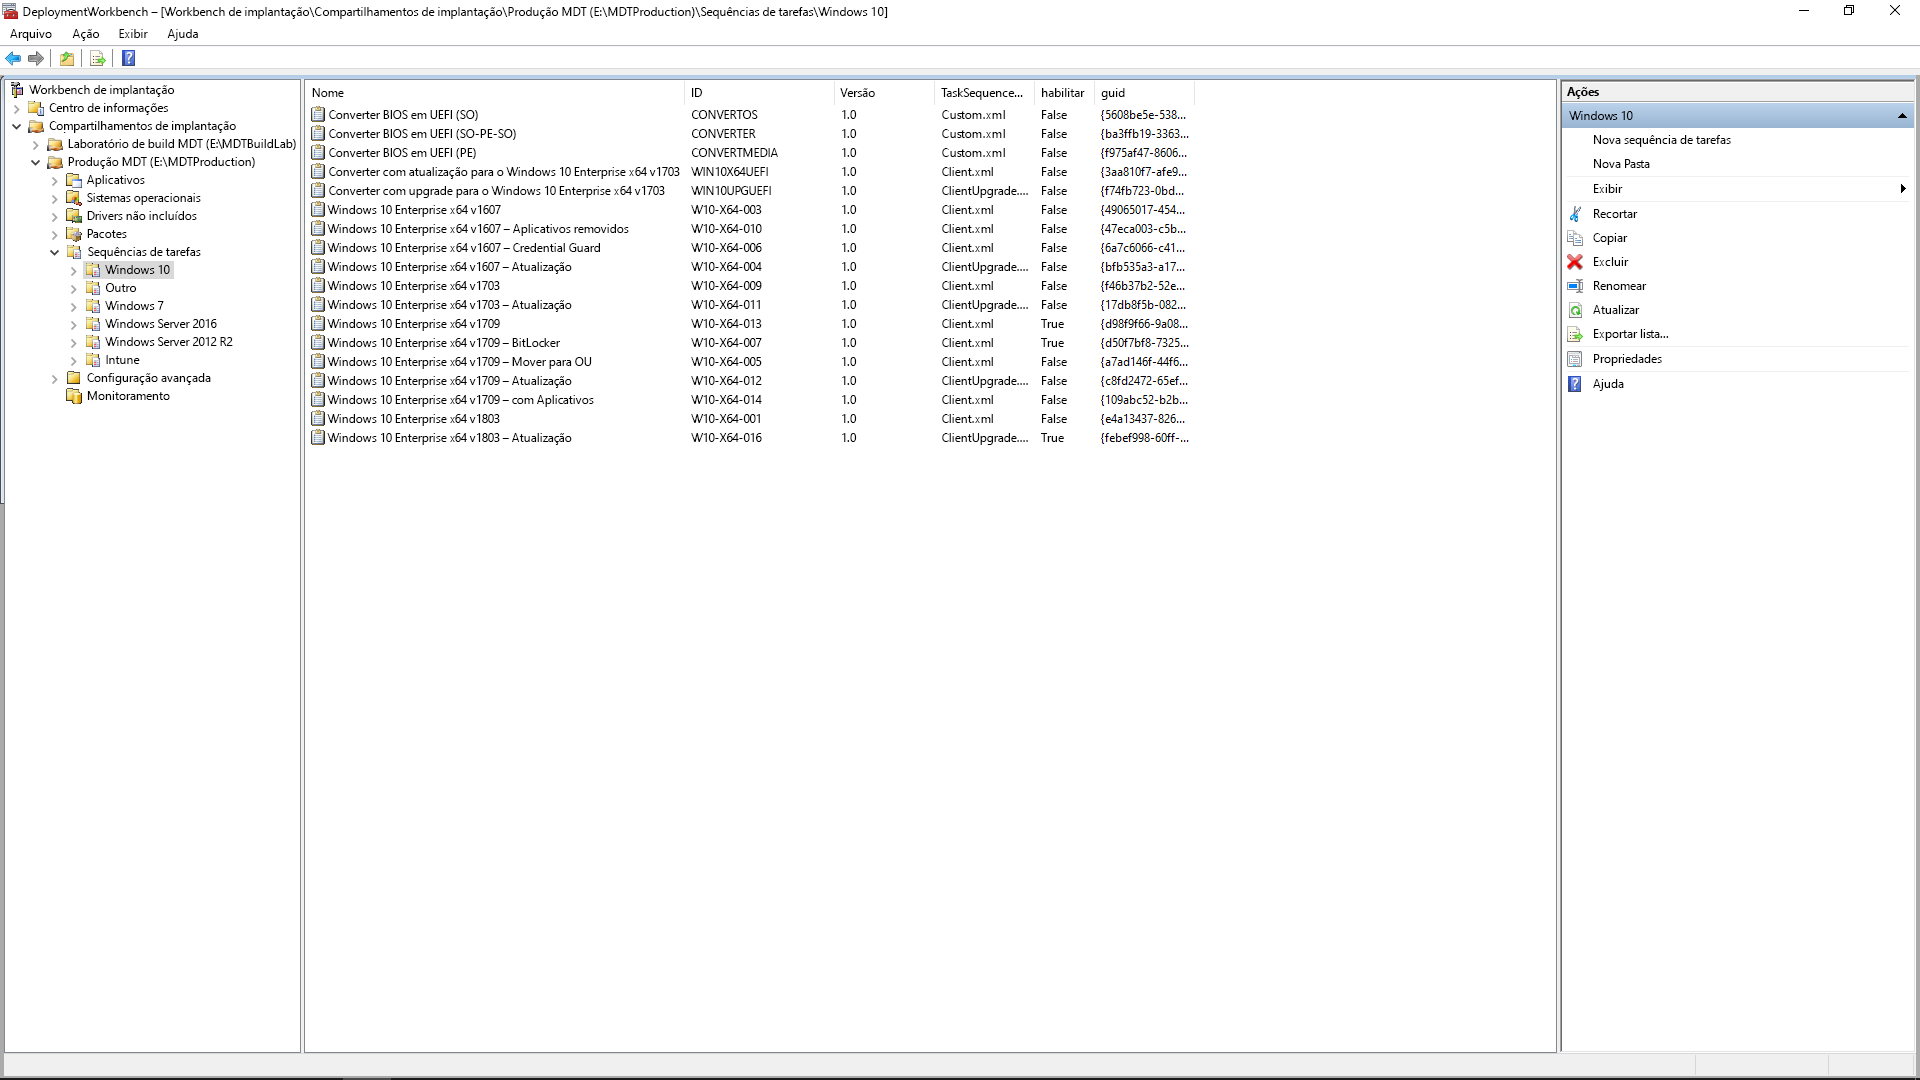 DeploymentWorkbench – [Workbench de implantação\Compartilhamentos de implantação\Produção MDT (E:\MDTProduction)\Sequências de tarefas\Windows 10]
Arquivo Ação Exibir Ajuda
Workbench de implantação
Centro de informações
Compartilhamentos de implantação
Laboratório de build MDT (E:\MDTBuildLab)
Produção MDT (E:\MDTProduction)
Aplicativos
Sistemas operacionais
Drivers não incluídos
Pacotes
Sequências de tarefas
Windows 10
Outro
Windows 7
Windows Server 2016
Windows Server 2012 R2
Intune
Configuração avançada
Monitoramento
Nome ID Versão TaskSequence... habilitar guid
Converter BIOS em UEFI (SO) CONVERTOS 1.0 Custom.xml False {5608be5e-538...
Converter BIOS em UEFI (SO-PE-SO) CONVERTER 1.0 Custom.xml False {ba3ffb19-3363...
Converter BIOS em UEFI (PE) CONVERTMEDIA 1.0 Custom.xml False {f975af47-8606...
Converter com atualização para o Windows 10 Enterprise x64 v1703 WIN10X64UEFI 1.0 Client.xml False {3aa810f7-afe9...
Converter com upgrade para o Windows 10 Enterprise x64 v1703 WIN10UPGUEFI 1.0 ClientUpgrade.... False {f74fb723-0bd...
Windows 10 Enterprise x64 v1607 W10-X64-003 1.0 Client.xml False {49065017-454...
Windows 10 Enterprise x64 v1607 – Aplicativos removidos W10-X64-010 1.0 Client.xml False {47eca003-c5b...
Windows 10 Enterprise x64 v1607 – Credential Guard W10-X64-006 1.0 Client.xml False {6a7c6066-c41...
Windows 10 Enterprise x64 v1607 – Atualização W10-X64-004 1.0 ClientUpgrade.... False {bfb535a3-a17...
Windows 10 Enterprise x64 v1703 W10-X64-009 1.0 Client.xml False {f46b37b2-52e...
Windows 10 Enterprise x64 v1703 – Atualização W10-X64-011 1.0 ClientUpgrade.... False {17db8f5b-082...
Windows 10 Enterprise x64 v1709 W10-X64-013 1.0 Client.xml True {d98f9f66-9a08...
Windows 10 Enterprise x64 v1709 – BitLocker W10-X64-007 1.0 Client.xml True {d50f7bf8-7325...
Windows 10 Enterprise x64 v1709 – Mover para OU W10-X64-005 1.0 Client.xml False {a7ad146f-44f6...
Windows 10 Enterprise x64 v1709 – Atualização W10-X64-012 1.0 ClientUpgrade.... False {c8fd2472-65ef...
Windows 10 Enterprise x64 v1709 – com Aplicativos W10-X64-014 1.0 Client.xml False {109abc52-b2b...
Windows 10 Enterprise x64 v1803 W10-X64-001 1.0 Client.xml False {e4a13437-826...
Windows 10 Enterprise x64 v1803 – Atualização W10-X64-016 1.0 ClientUpgrade.... True {febef998-60ff-...
Ações
Windows 10
Nova sequência de tarefas
Nova Pasta
Exibir
Recortar
Copiar
Excluir
Renomear
Atualizar
Exportar lista...
Propriedades
Ajuda